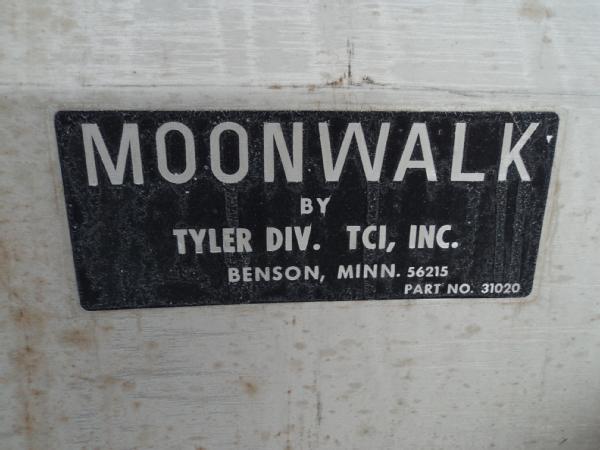 MOONWALK
BY
TYLER DIV. TCI, INC.
BENSON, MINN. 56215
PART NO. 31020